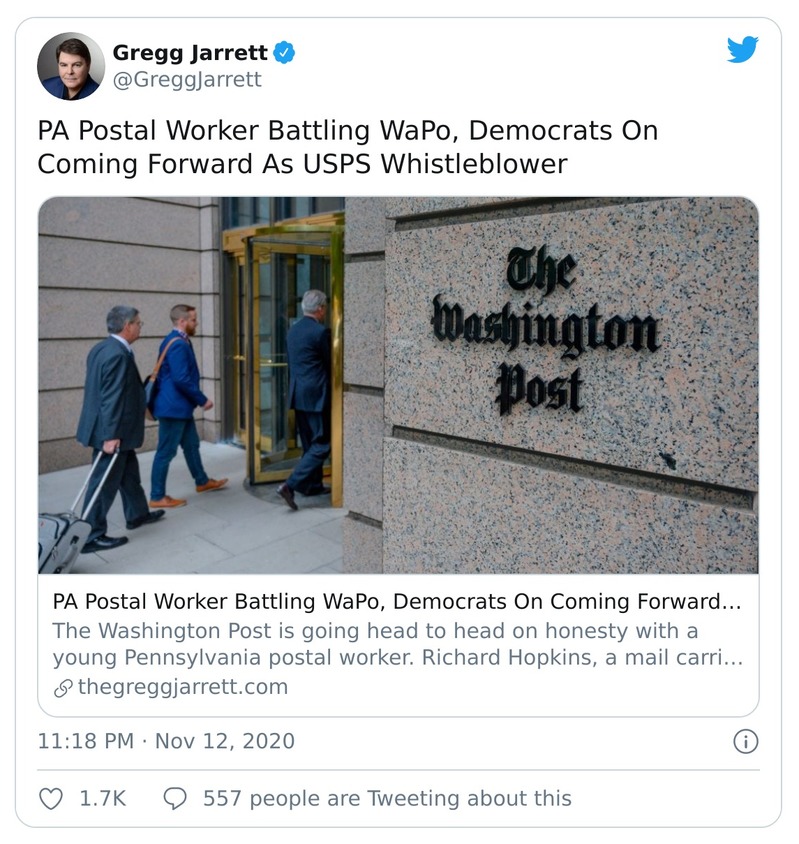 Gregg Jarrett
@GreggJarrett
PA Postal Worker Battling WaPo, Democrats On
Coming Forward As USPS Whistleblower
The
Washington
Post
PA Postal Worker Battling WaPo, Democrats On Coming Forward…
The Washington Post is going head to head on honesty with a
young Pennsylvania postal worker. Richard Hopkins, a mail carri…
thegreggjarrett.com
11:18 PM · Nov 12, 2020
1.7K 557 people are Tweeting about this